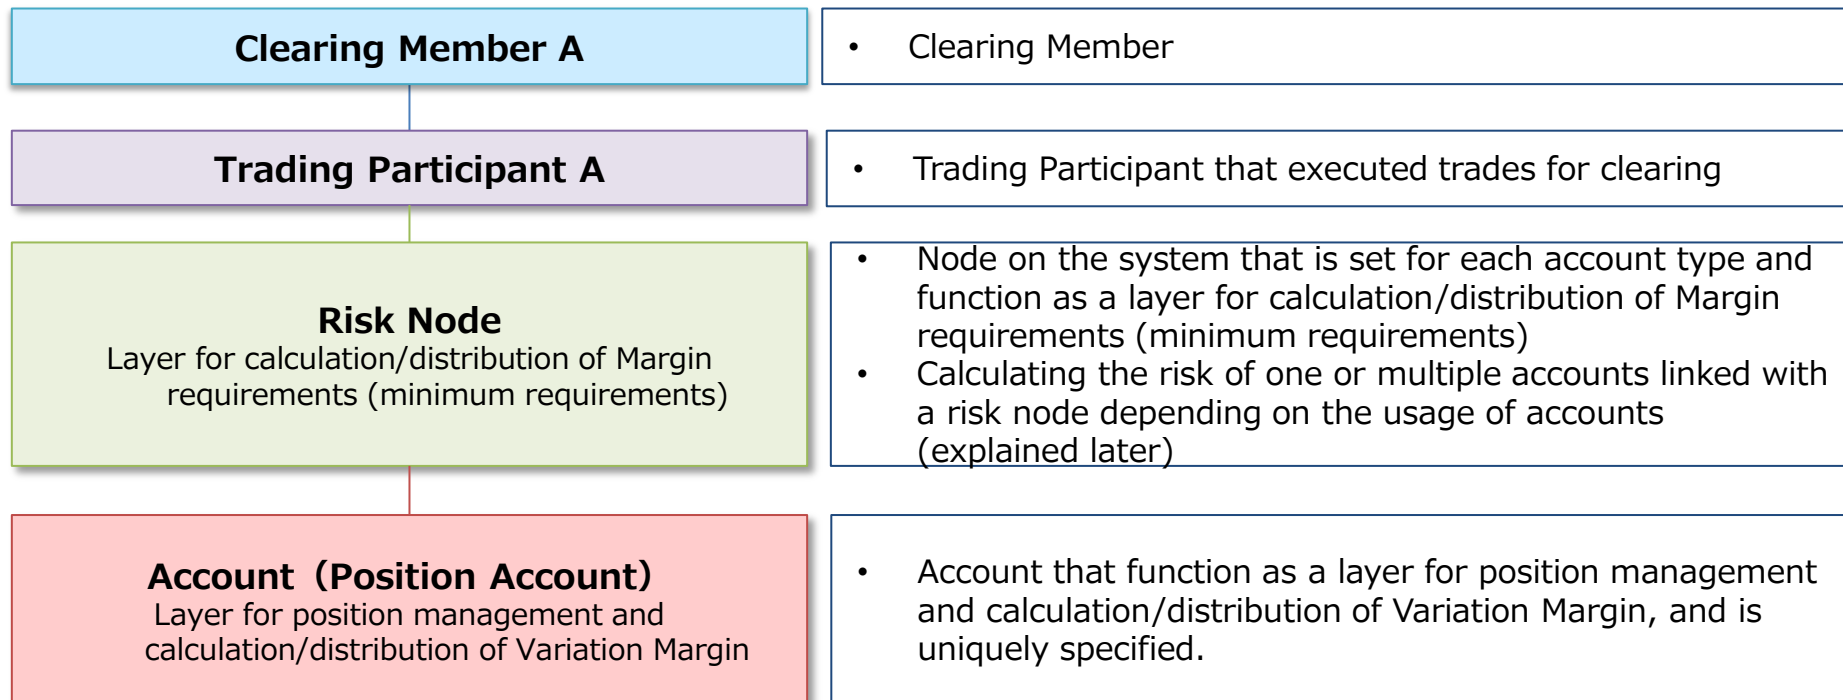 Clearing Member A
• Clearing Member
Trading Participant A
• Trading Participant that executed trades for clearing
Risk Node
Layer for calculation/distribution of Margin
requirements (minimum requirements)
• Node on the system that is set for each account type and
function as a layer for calculation/distribution of Margin
requirements (minimum requirements)
• Calculating the risk of one or multiple accounts linked with
a risk node depending on the usage of accounts
(explained later)
Account（Position Account）
Layer for position management and
calculation/distribution of Variation Margin
• Account that function as a layer for position management
and calculation/distribution of Variation Margin, and is
uniquely specified.